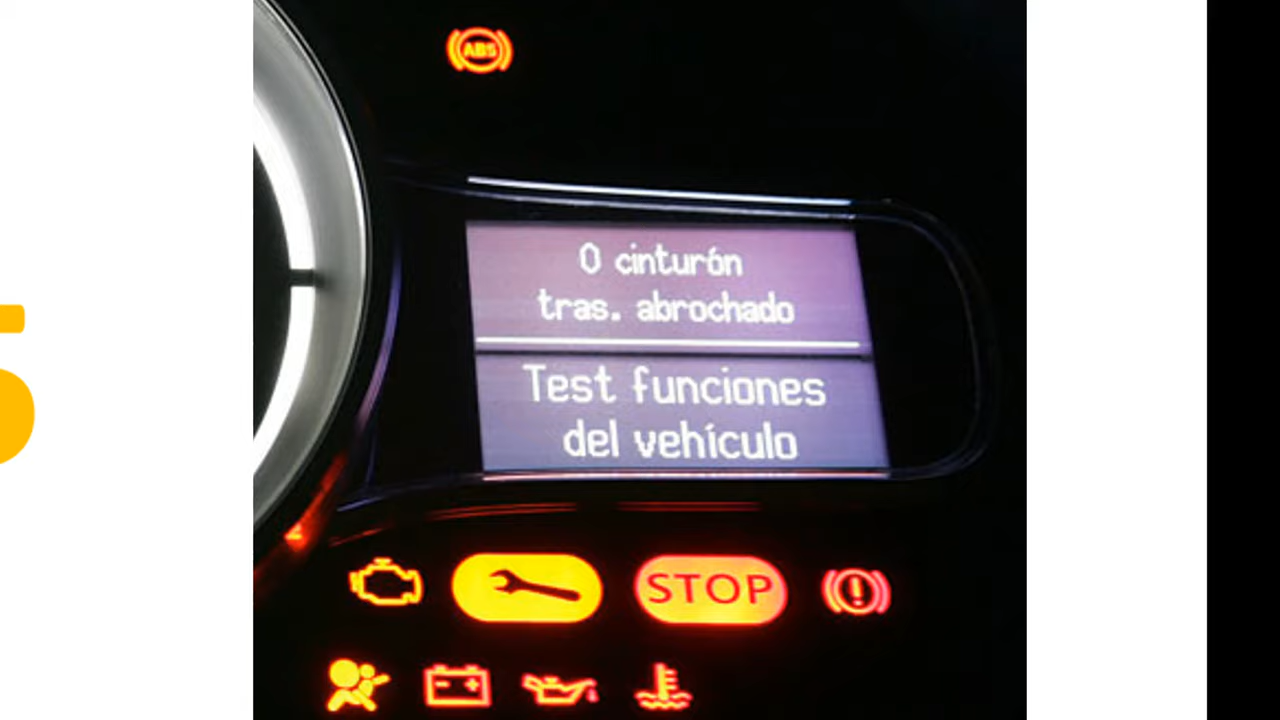 ABS
0 cinturón
tras. abrochado
Test funciones
del vehículo
STOP